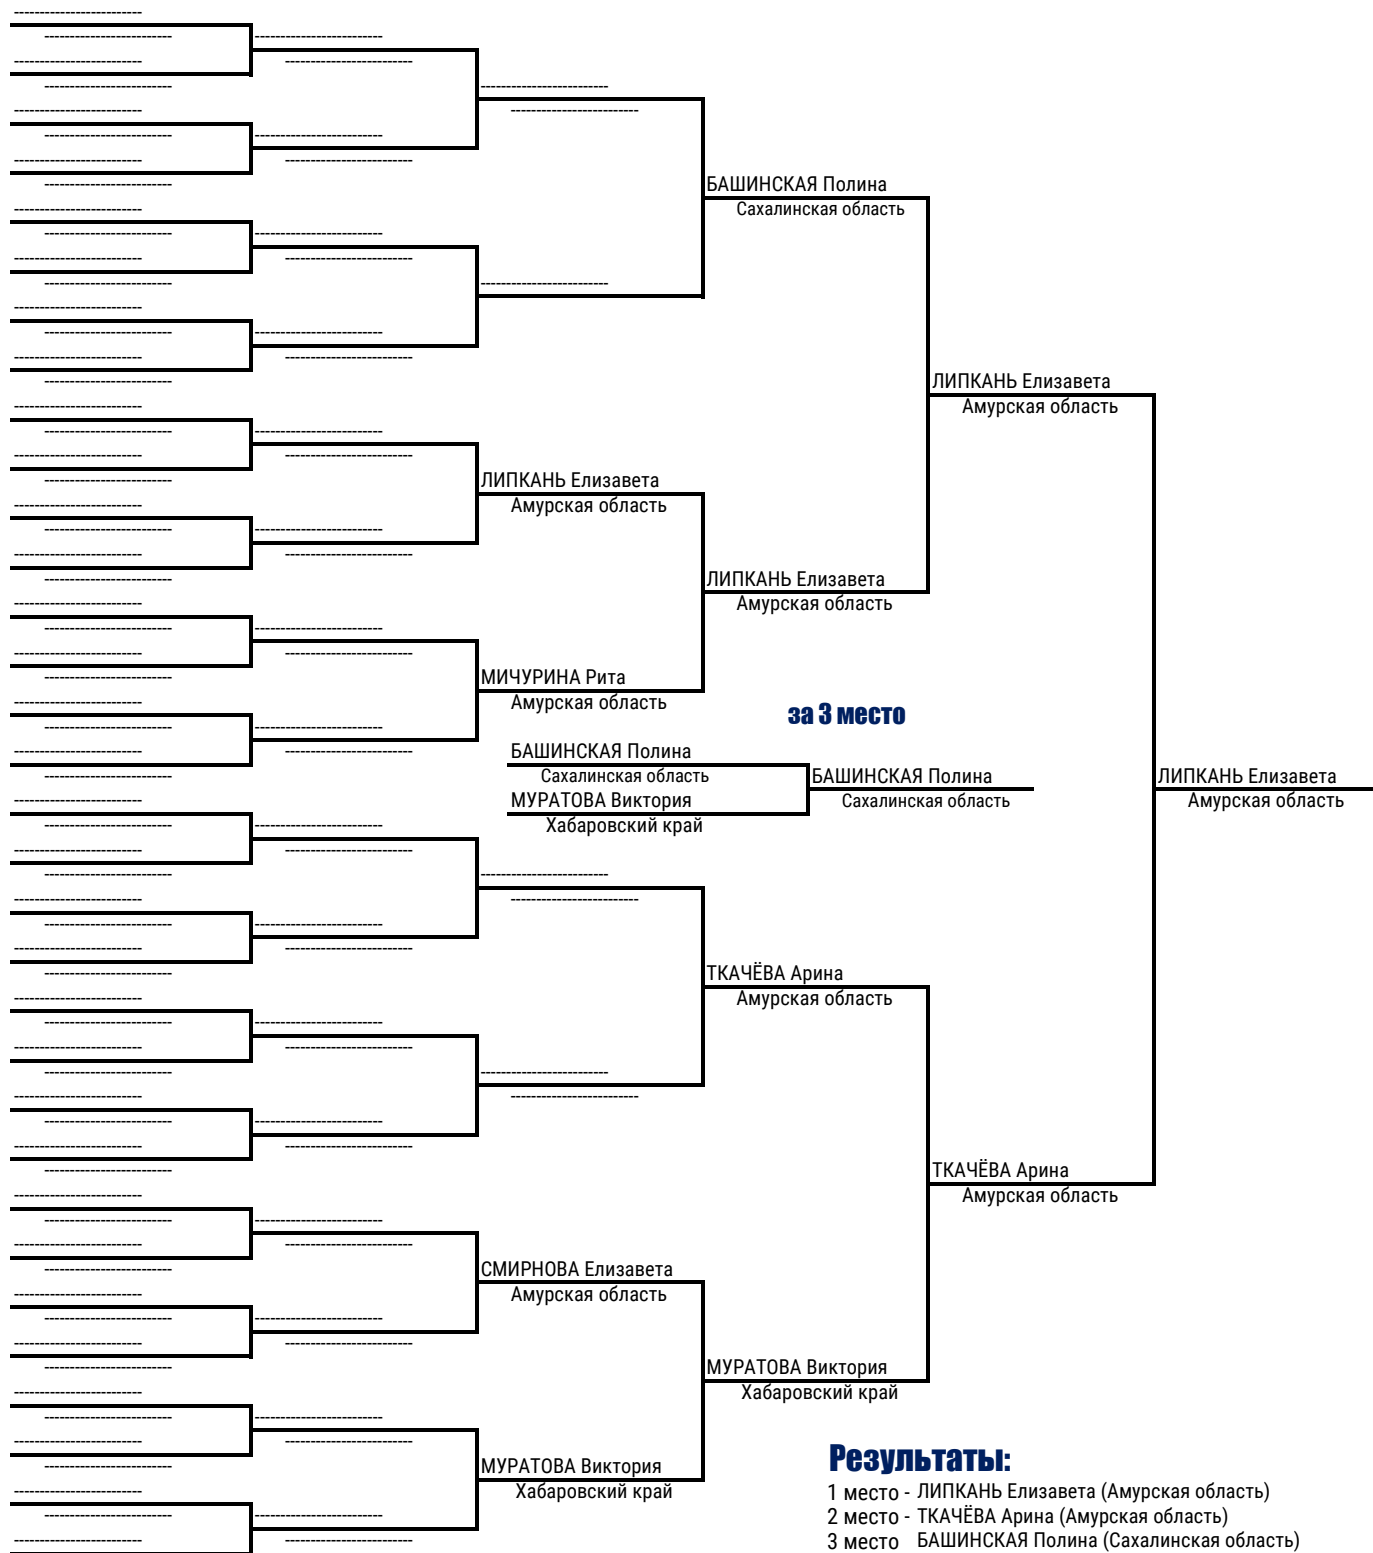 БАШИНСКАЯ Полина
Сахалинская область
ЛИПКАНЬ Елизавета
Амурская область
ЛИПКАНЬ Елизавета
Амурская область
ЛИПКАНЬ Елизавета
Амурская область
МИЧУРИНА Рита
Амурская область
за 3 место
БАШИНСКАЯ Полина
Сахалинская область
МУРАТОВА Виктория
Хабаровский край
БАШИНСКАЯ Полина
Сахалинская область
ЛИПКАНЬ Елизавета
Амурская область
ТКАЧЁВА Арина
Амурская область
ТКАЧЁВА Арина
Амурская область
СМИРНОВА Елизавета
Амурская область
МУРАТОВА Виктория
Хабаровский край
МУРАТОВА Виктория
Хабаровский край
Результаты:
1 место - ЛИПКАНЬ Елизавета (Амурская область)
2 место - ТКАЧЁВА Арина (Амурская область)
3 место БАШИНСКАЯ Полина (Сахалинская область)